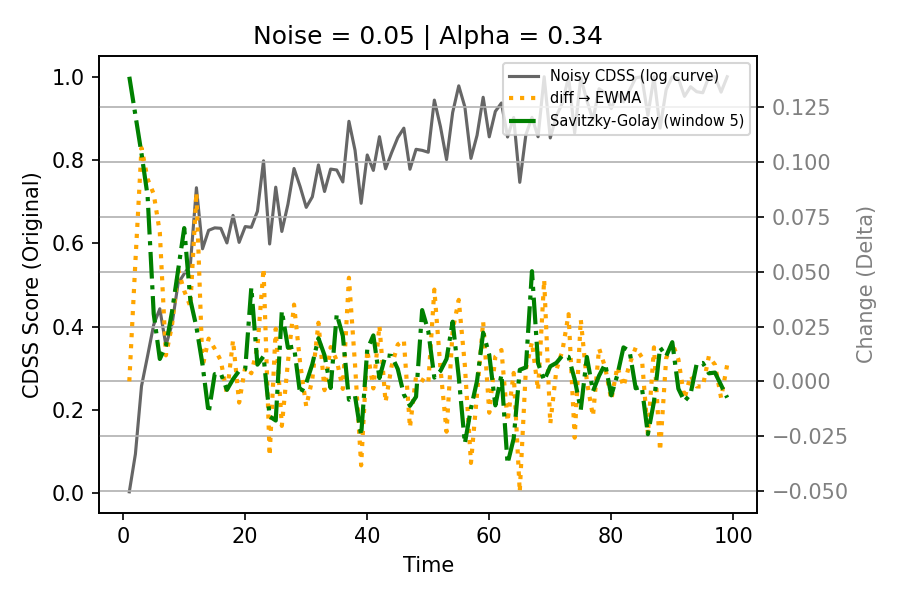 Noise = 0.05 | Alpha = 0.34
Noisy CDSS (log curve)
diff → EWMA
Savitzky-Golay (window 5)
CDSS Score (Original)
1.0
0.8
0.6
0.4
0.2
0.0
0.125
0.100
0.075
0.050
0.025
0.000
−0.025
−0.050
Change (Delta)
0 20 40 60 80 100
Time